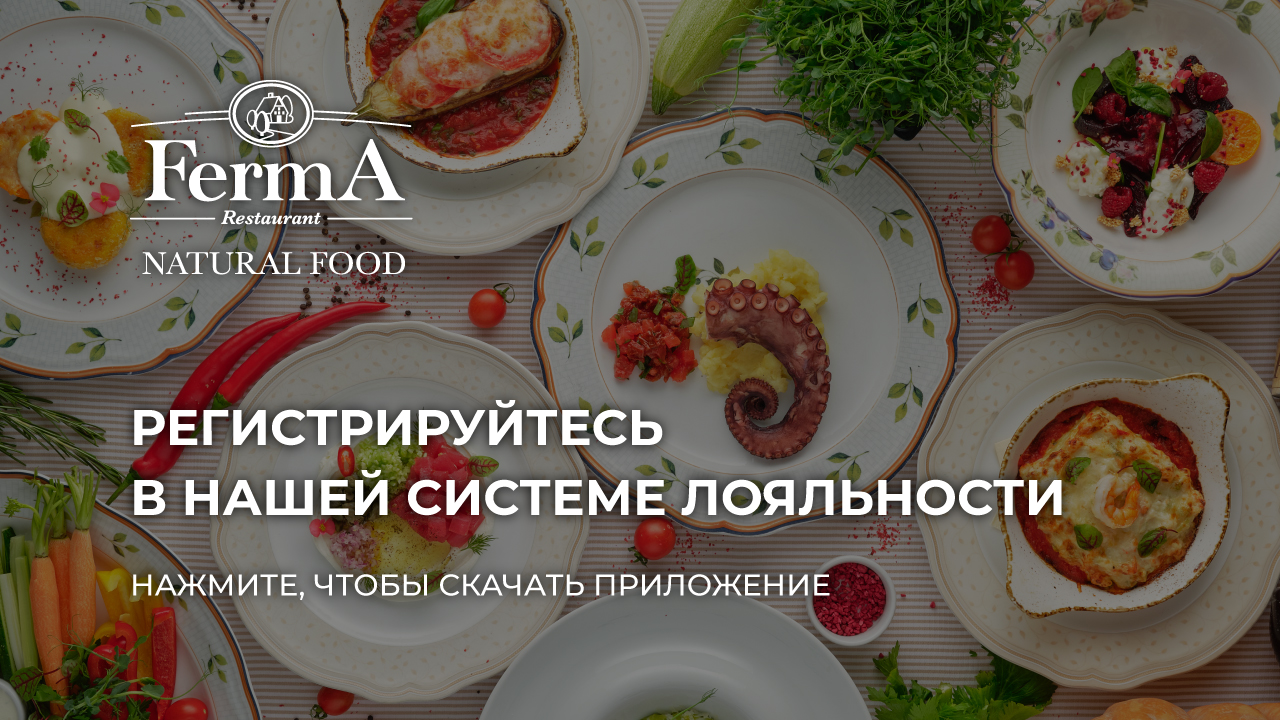 FermA
Restaurant
NATURAL FOOD
РЕГИСТРИРУЙТЕСЬ
В НАШЕЙ СИСТЕМЕ ЛОЯЛЬНОСТИ
НАЖМИТЕ, ЧТОБЫ СКАЧАТЬ ПРИЛОЖЕНИЕ